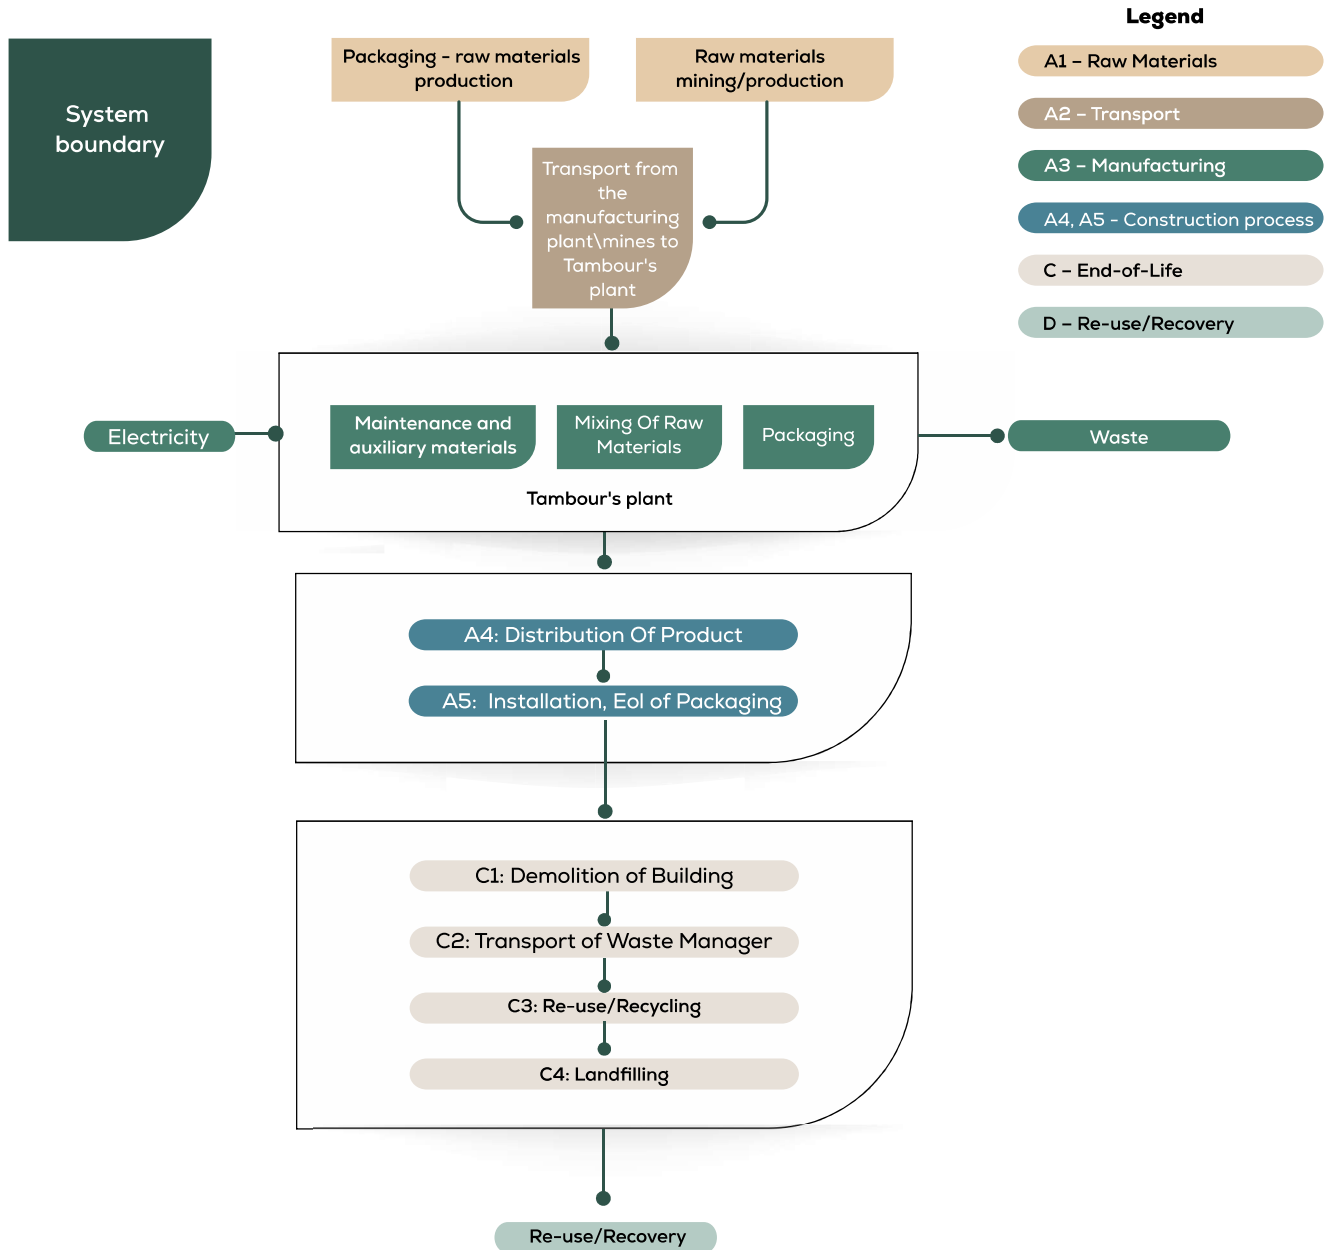 System
boundary
Packaging - raw materials
production
Raw materials
mining/production
Transport from
the
manufacturing
plant\mines to
Tambour's
plant
Legend
A1 – Raw Materials
A2 – Transport
A3 – Manufacturing
A4, A5 - Construction process
C – End-of-Life
D – Re-use/Recovery
Electricity
Maintenance and
auxiliary materials
Mixing Of Raw
Materials
Packaging
Tambour's plant
Waste
A4: Distribution Of Product
A5:  Installation, Eol of Packaging
C1: Demolition of Building
C2: Transport of Waste Manager
C3: Re-use/Recycling
C4: Landfilling
Re-use/Recovery